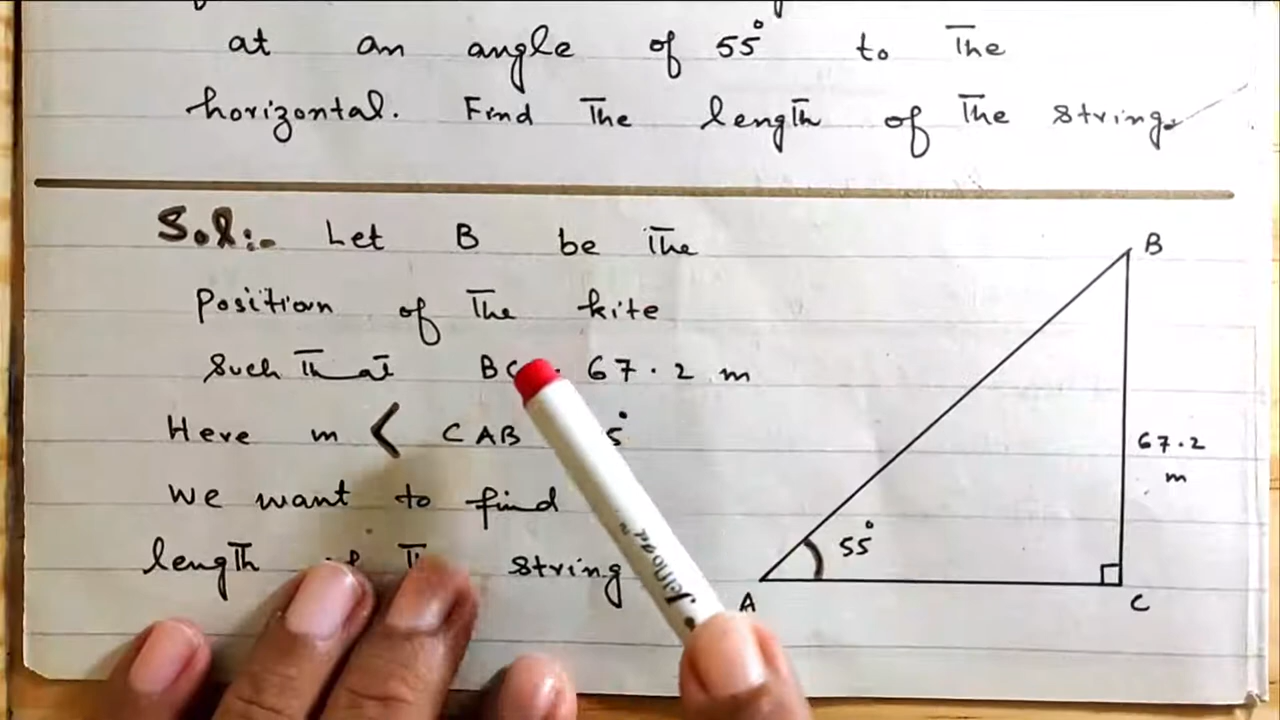 at an angle of 55° to the
horizontal. Find the length of the string.
Sol:- Let B be the
position of the kite
such that 67.2 m
Here m < CAB
we want to find
length string
B
67.2
m
55°
A
C